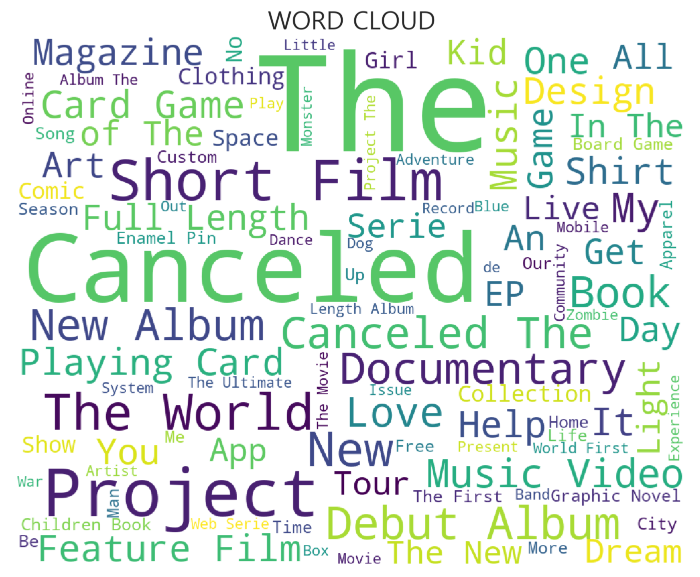 WORD CLOUD
Little
Magazine
No
Girl
Kid
One
All
Online
Album The
Clothing
The
Card Game
Play
Monster
Project The
Music
Design
Song
of The
Space
Game
In The
Board Game
Art
Custom
Short Film
Adventure
Shirt
Comic
Season
Out
Full Length
Serie
Record
Blue
Live
My
Enamel Pin
Dance
Dog
An
Mobile
Our
Get
Apparel
Canceled
Up
de
EP
Community
Book
Zombie
Length Album
New Album
Canceled The
Day
Playing Card
The Movie
Documentary
Light
Experience
System
The Ultimate
Issue
Collection
The World
Love
Help
Home
It
Life
Show
You
Me
App
New
Free
Present
World First
War
Artist
Man
Project
Tour
Music Video
The First
Band
Graphic Novel
Children Book
Web Serie
Time
Debut Album
City
Be
Feature Film
Box
Movie
The New
More
Dream